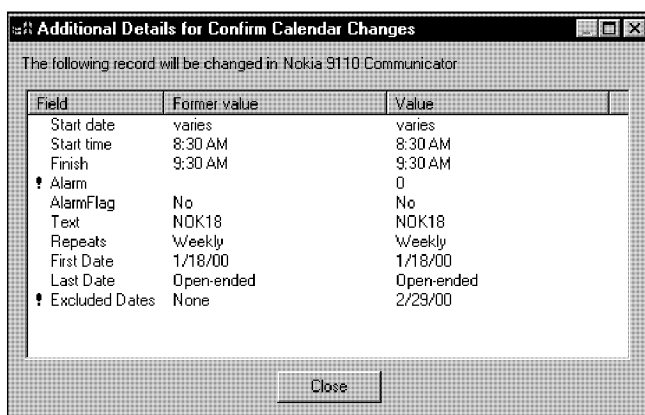 Additional Details for Confirm Calendar Changes
The following record will be changed in Nokia 9110 Communicator
Field Former value Value
Start date varies varies
Start time 8:30 AM 8:30 AM
Finish 9:30 AM 9:30 AM
! Alarm 0
AlarmFlag No No
Text NOK18 NOK18
Repeats Weekly Weekly
First Date 1/18/00 1/18/00
Last Date Open-ended Open-ended
! Excluded Dates None 2/29/00
Close